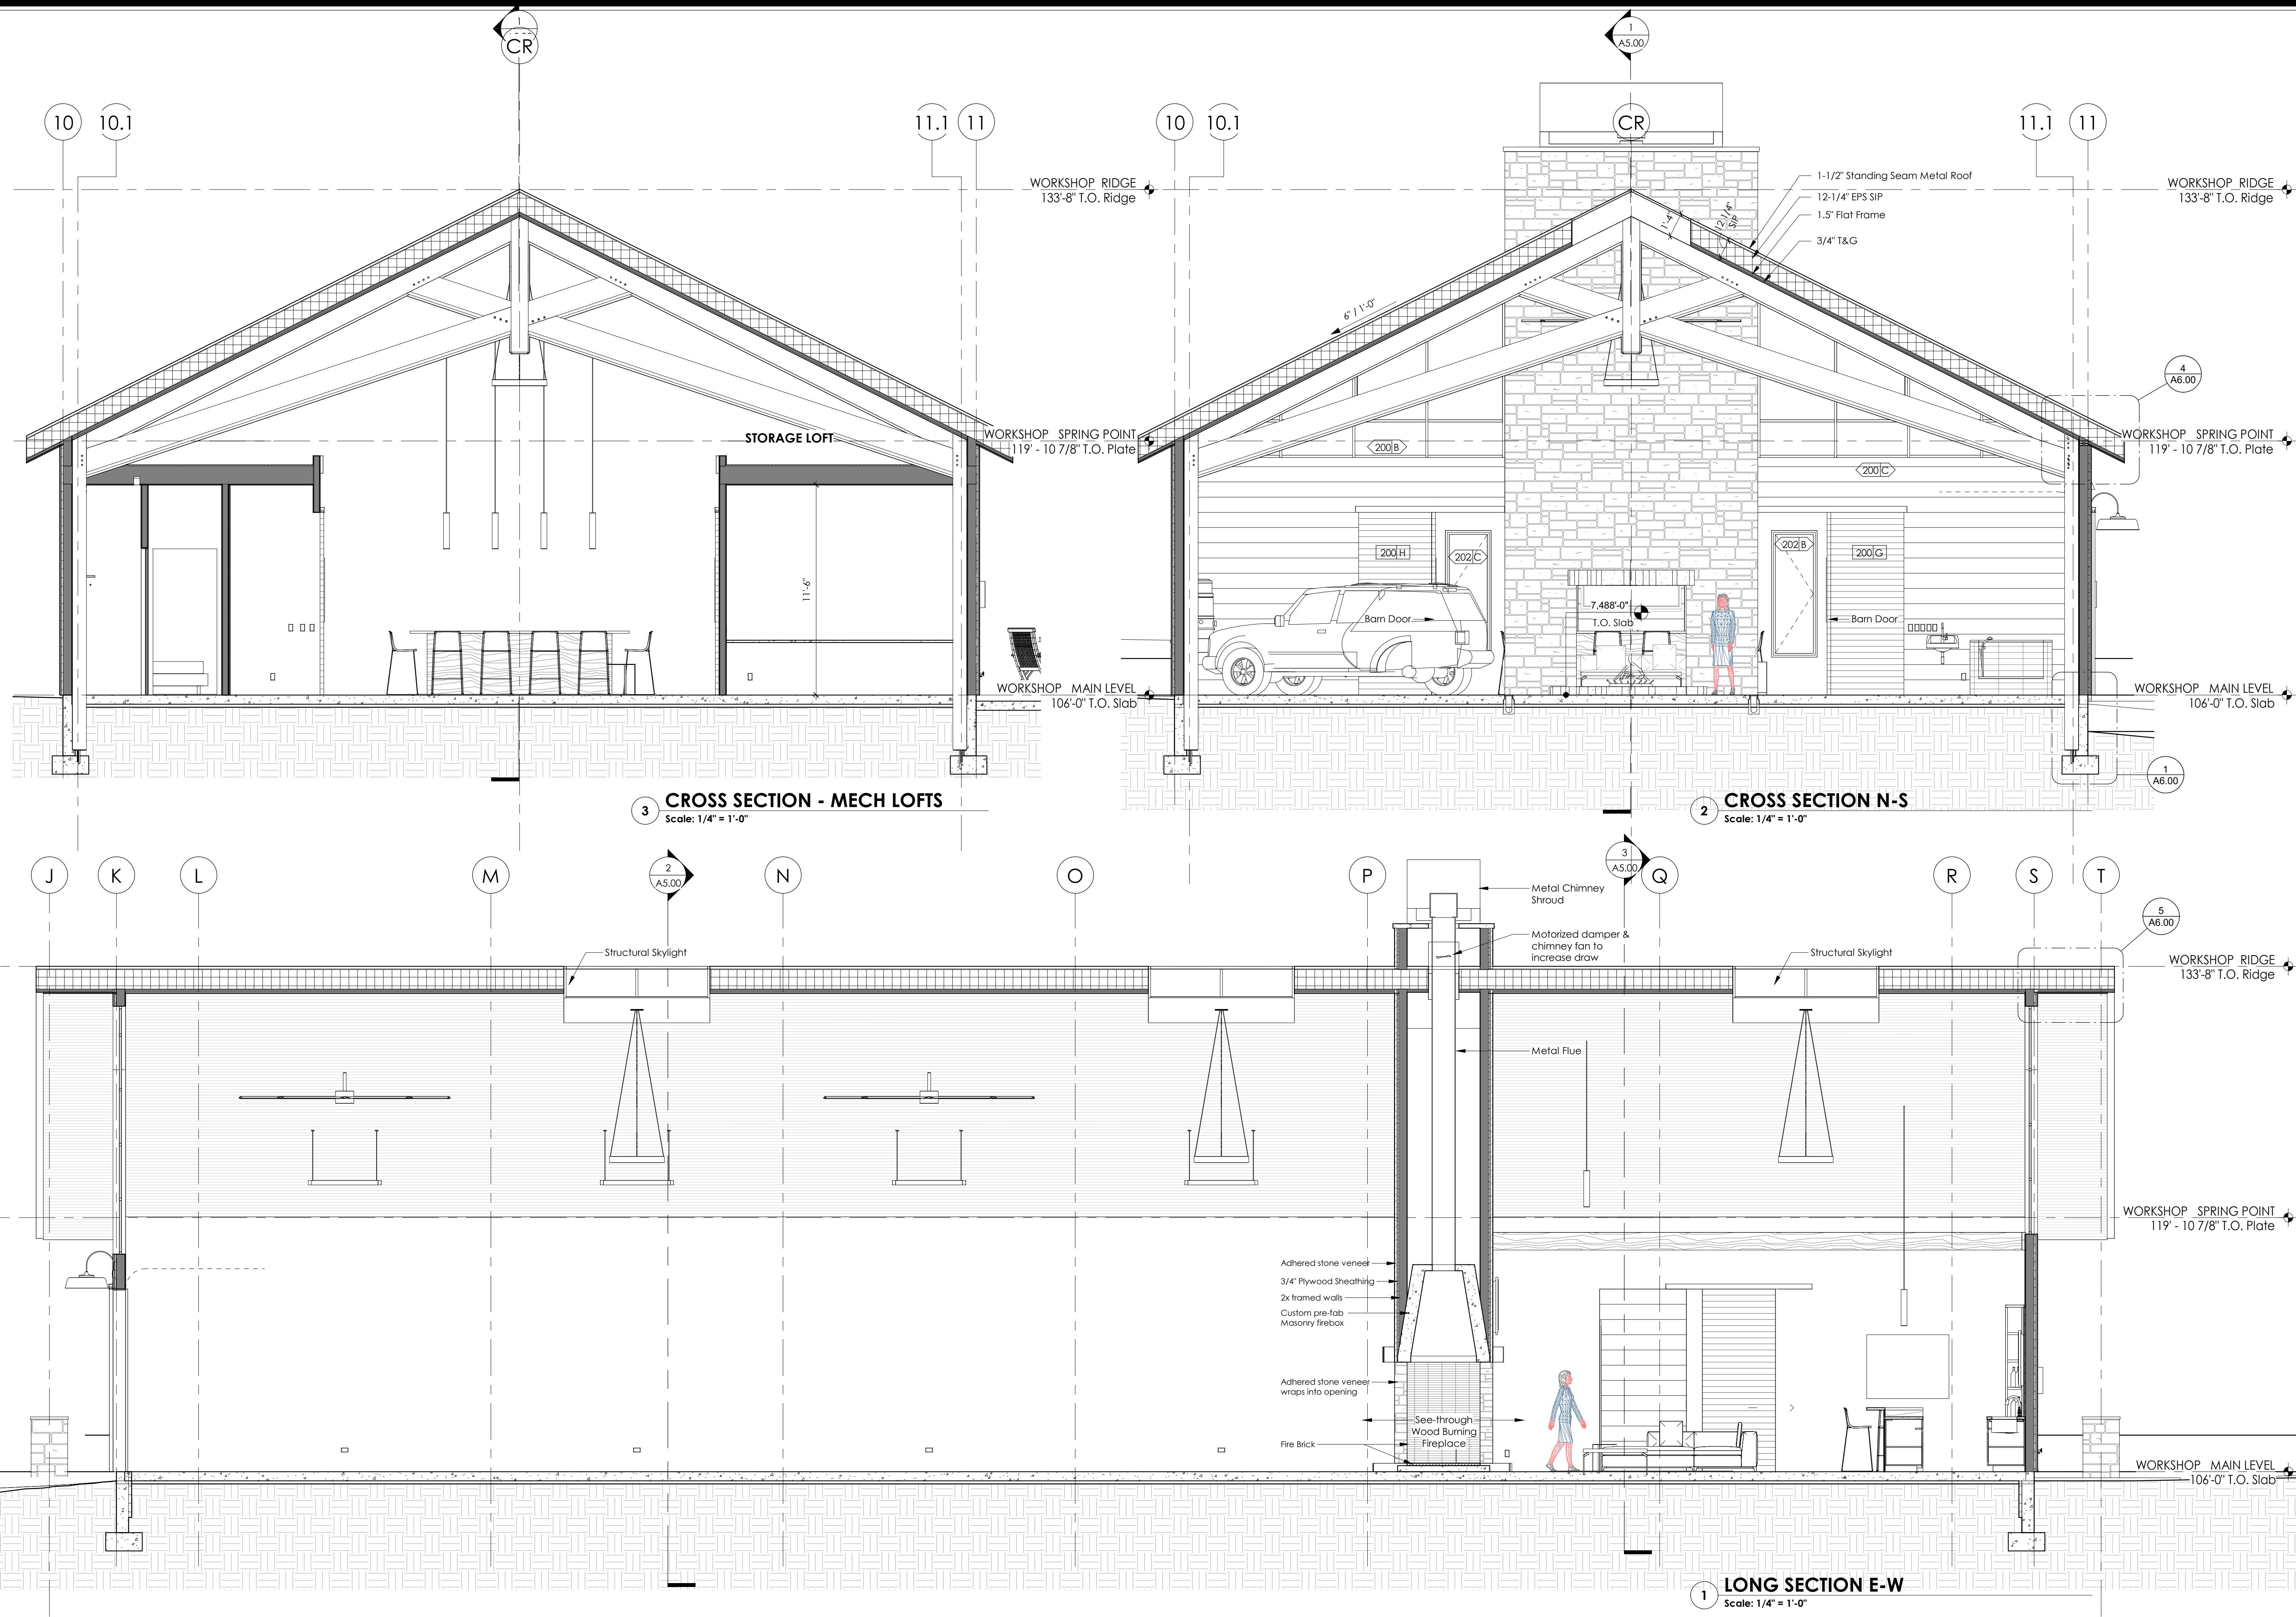 1
CR
10
10.1
11.1
11
WORKSHOP RIDGE
133'-8" T.O. Ridge
STORAGE LOFT
WORKSHOP SPRING POINT
119' - 10 7/8" T.O. Plate
11'-6"
WORKSHOP MAIN LEVEL
106'-0" T.O. Slab
3 CROSS SECTION - MECH LOFTS
Scale: 1/4" = 1'-0"
1
A5.00
10
10.1
CR
11.1
11
1-1/2" Standing Seam Metal Roof
12-1/4" EPS SIP
1.5" Flat Frame
3/4" T&G
1'-4"
12-1/4"
SIP
6" / 1'-0"
WORKSHOP RIDGE
133'-8" T.O. Ridge
4
A6.00
200 B
200 C
WORKSHOP SPRING POINT
119' - 10 7/8" T.O. Plate
200 H
202 C
202 B
200 G
7,488'-0"
T.O. Slab
Barn Door
Barn Door
WORKSHOP MAIN LEVEL
106'-0" T.O. Slab
1
A6.00
2 CROSS SECTION N-S
Scale: 1/4" = 1'-0"
J
K
L
M
2
A5.00
N
O
P
3
A5.00
Q
R
S
T
Metal Chimney
Shroud
5
A6.00
Structural Skylight
Motorized damper &
chimney fan to
increase draw
Structural Skylight
WORKSHOP RIDGE
133'-8" T.O. Ridge
Metal Flue
WORKSHOP SPRING POINT
119' - 10 7/8" T.O. Plate
Adhered stone veneer
3/4" Plywood Sheathing
2x framed walls
Custom pre-fab
Masonry firebox
Adhered stone veneer
wraps into opening
See-through
Wood Burning
Fireplace
Fire Brick
WORKSHOP MAIN LEVEL
106'-0" T.O. Slab
1 LONG SECTION E-W
Scale: 1/4" = 1'-0"